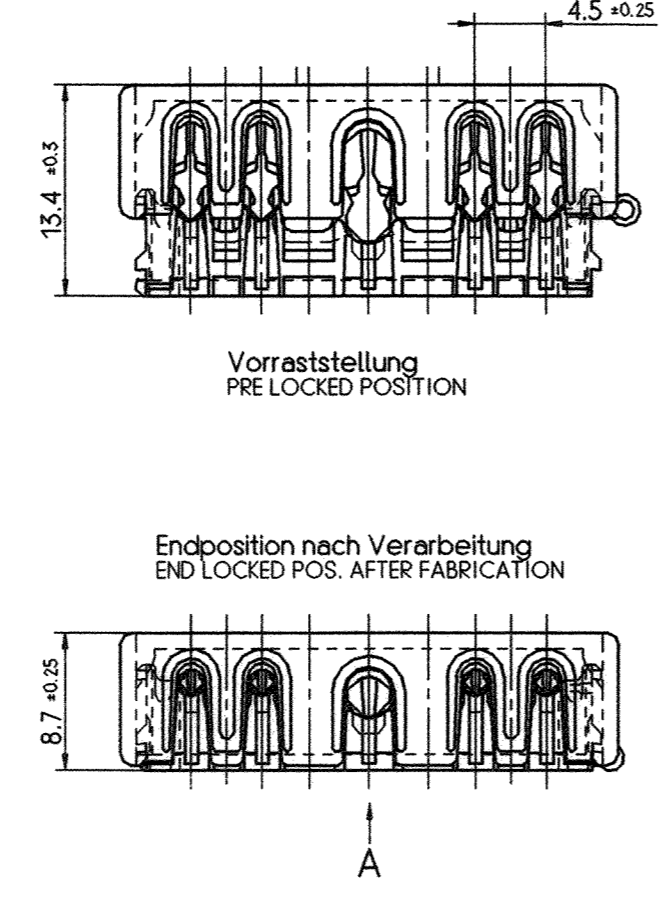 4.5 ±0.25
13.4 ±0.3
Vorraststellung
PRE LOCKED POSITION
Endposition nach Verarbeitung
END LOCKED POS. AFTER FABRICATION
8.7 ±0.25
A